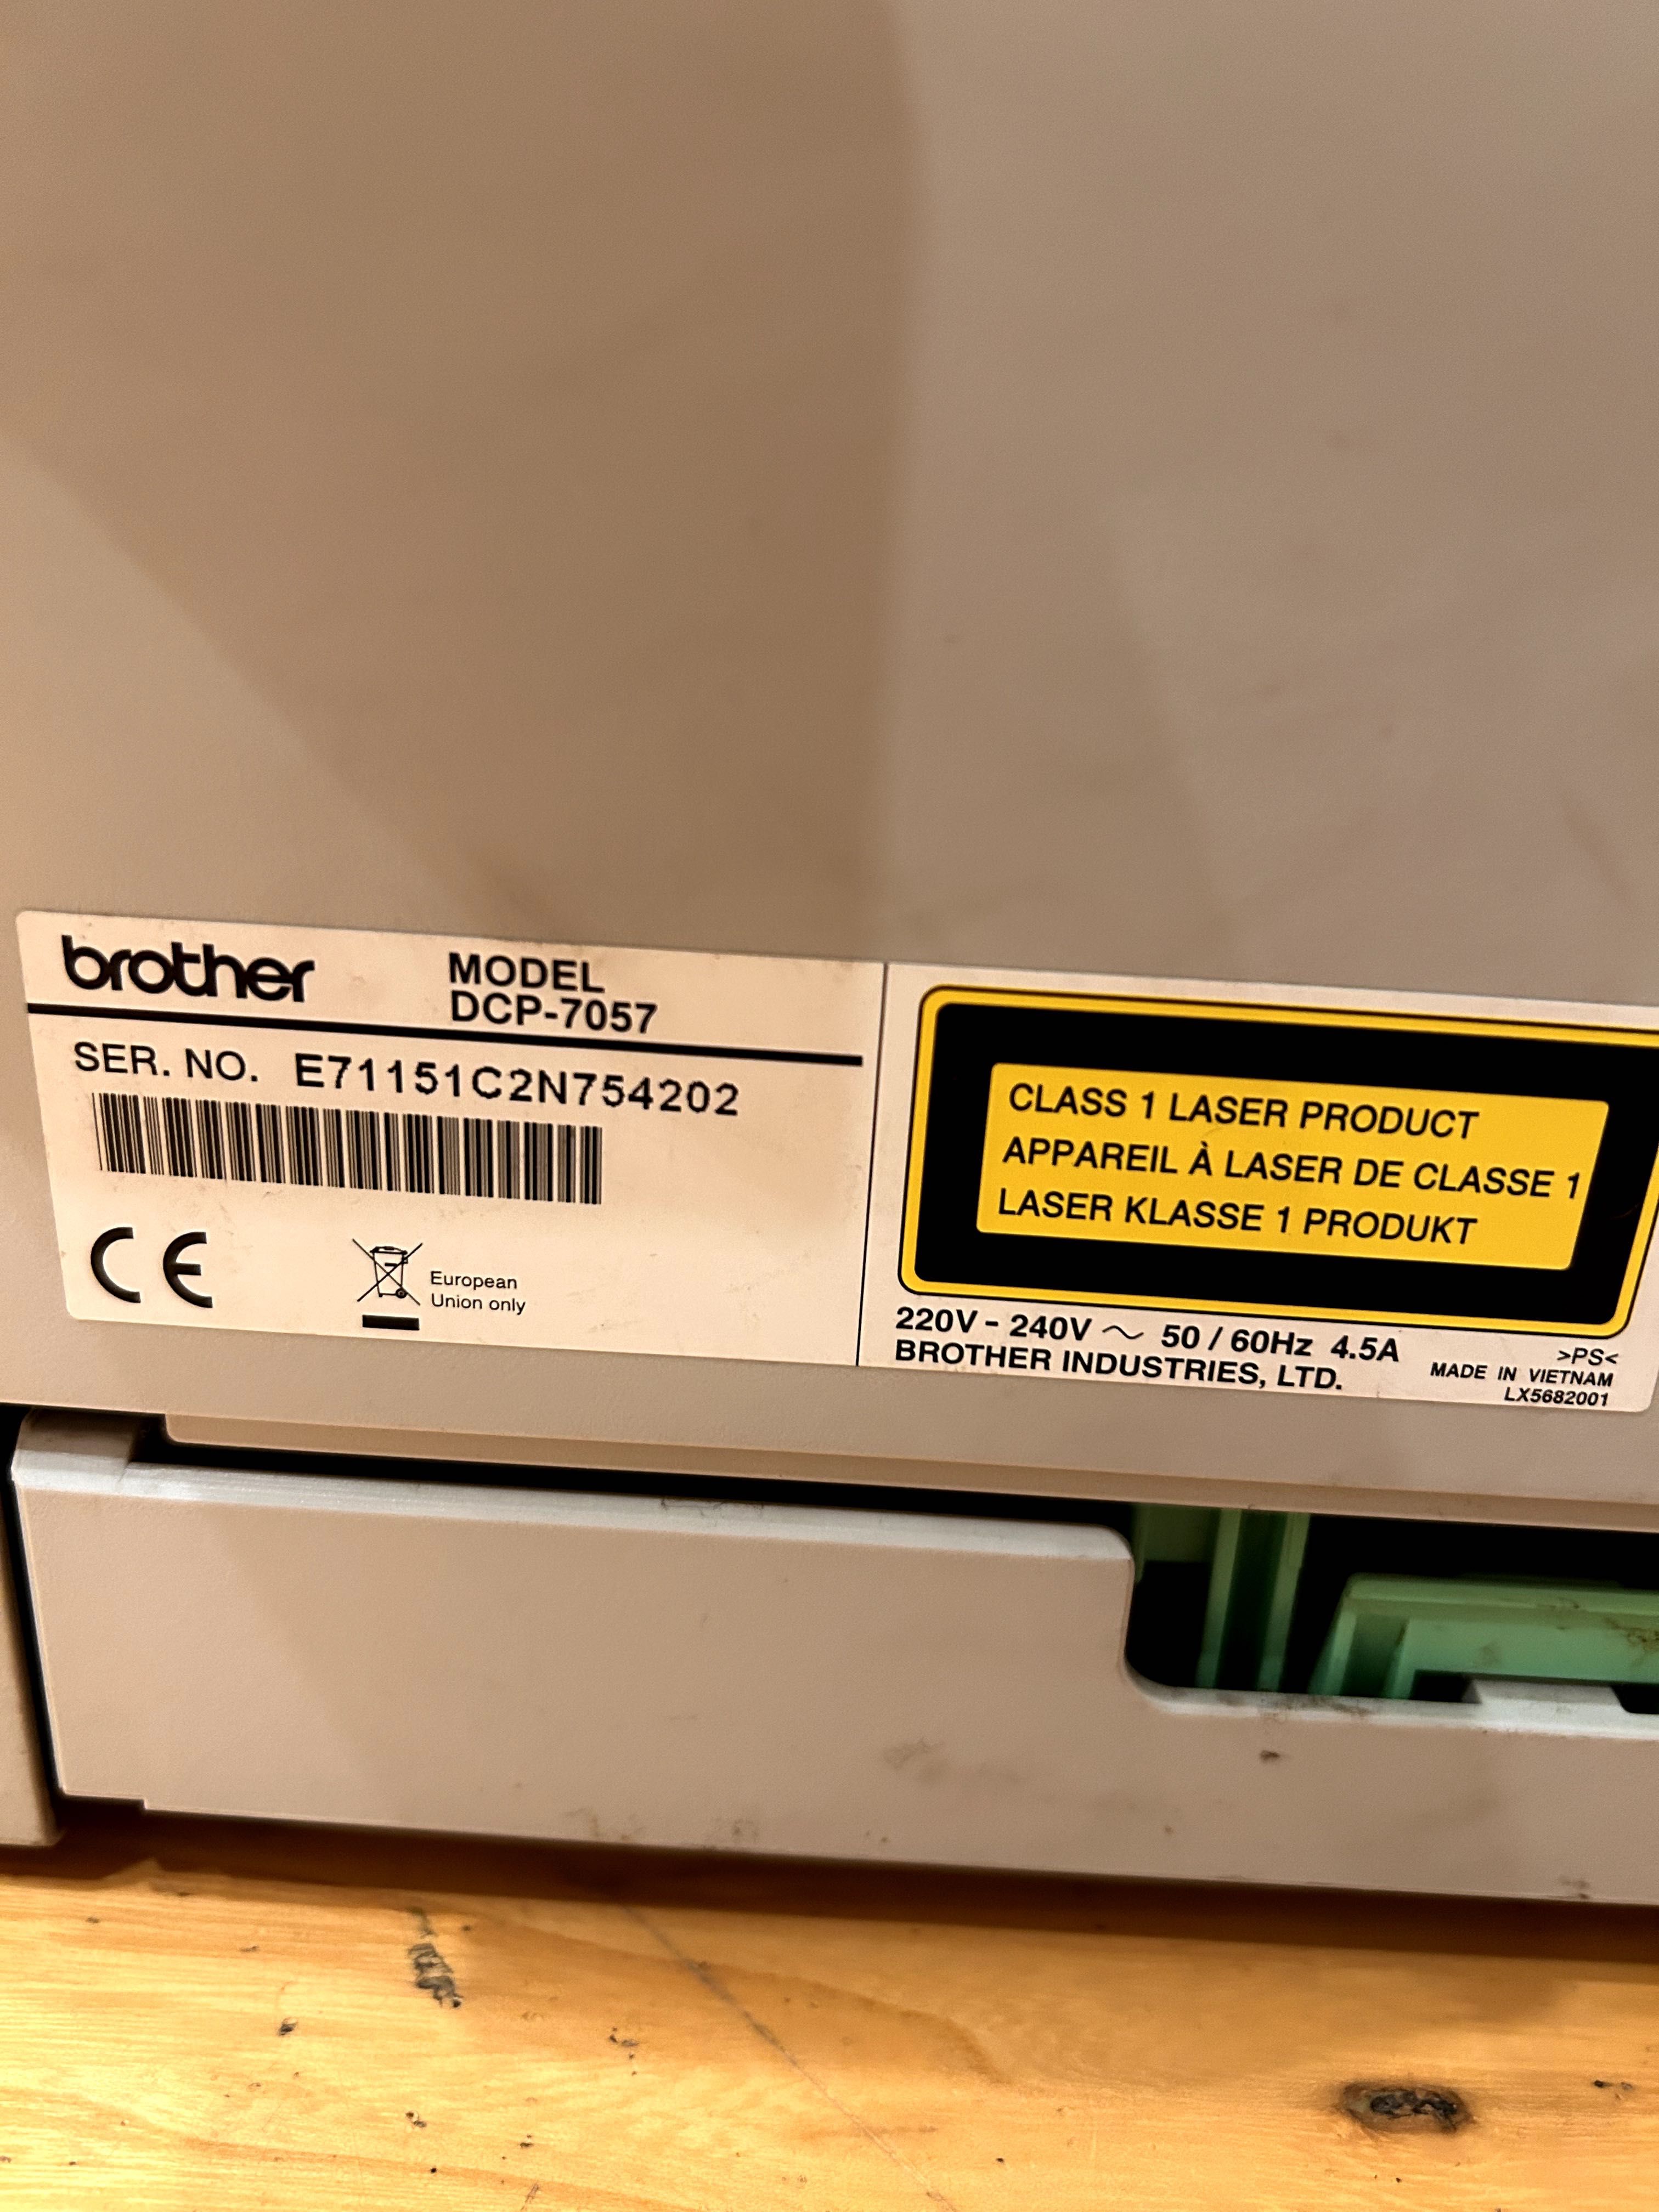 brother
MODEL
DCP-7057
SER. NO. E71151C2N754202
CE
European
Union only
CLASS 1 LASER PRODUCT
APPAREIL À LASER DE CLASSE 1
LASER KLASSE 1 PRODUKT
220V - 240V ~ 50 / 60Hz 4.5A
BROTHER INDUSTRIES, LTD.
>PS<
MADE IN VIETNAM
LX5682001